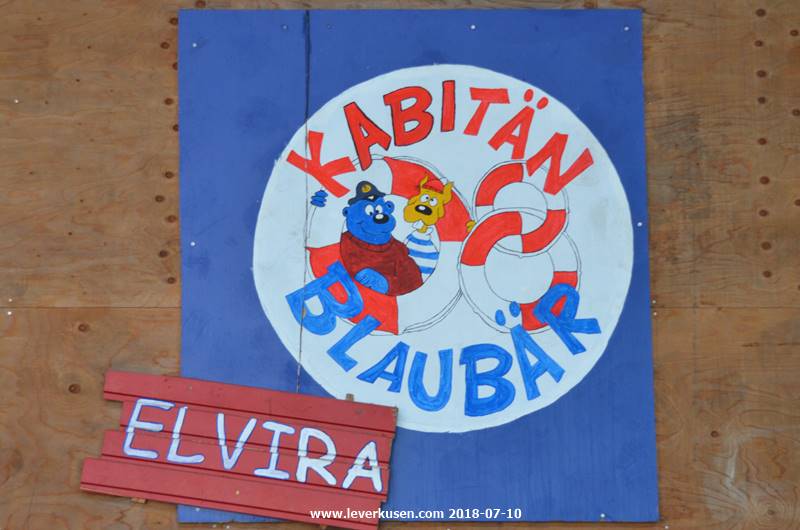 KABITÄN
BLAUBÄR
ELVIRA
www.leverkusen.com 2018-07-10